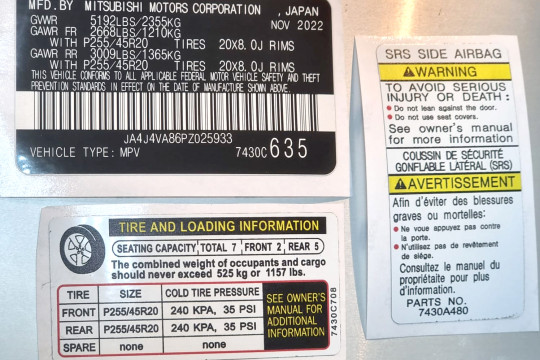 MFD.BY MITSUBISHI MOTORS CORPORATION , JAPAN
GVWR 5192LBS/2355KG NOV 2022
GAWR FR 2668LBS/1210KG
WITH P255/45R20 TIRES 20x8.0J RIMS
GAWR RR 3009LBS/1365KG
WITH P255/45R20 TIRES 20x8.0J RIMS
THIS VEHICLE CONFORMS TO ALL APPLICABLE FEDERAL MOTOR VEHICLE SAFETY AND THEFT
PREVENTION STANDARDS IN EFFECT ON THE DATE OF MANUFACTURE SHOWN ABOVE.
JA4J4VA86PZ025933
VEHICLE TYPE: MPV 7430C635
TIRE AND LOADING INFORMATION
SEATING CAPACITY TOTAL 7 FRONT 2 REAR 5
The combined weight of occupants and cargo
should never exceed 525 kg or 1157 lbs.
TIRE SIZE COLD TIRE PRESSURE
FRONT P255/45R20 240 KPA, 35 PSI
REAR P255/45R20 240 KPA, 35 PSI
SPARE none none
SEE OWNER'S
MANUAL FOR
ADDITIONAL
INFORMATION
7430C708
SRS SIDE AIRBAG
WARNING
TO AVOID SERIOUS
INJURY OR DEATH :
● Do not lean against the door.
● Do not use seat covers.
See owner's manual
for more information
COUSSIN DE SÉCURITÉ
GONFLABLE LATÉRAL (SRS)
AVERTISSEMENT
Afin d'éviter des blessures
graves ou mortelles:
● Ne vous appuyez pas contre
la porte.
● N'utilisez pas de revêtement
de siège.
Consultez le manuel du
propriétaite pour plus
d'information.
PARTS NO.
7430A480